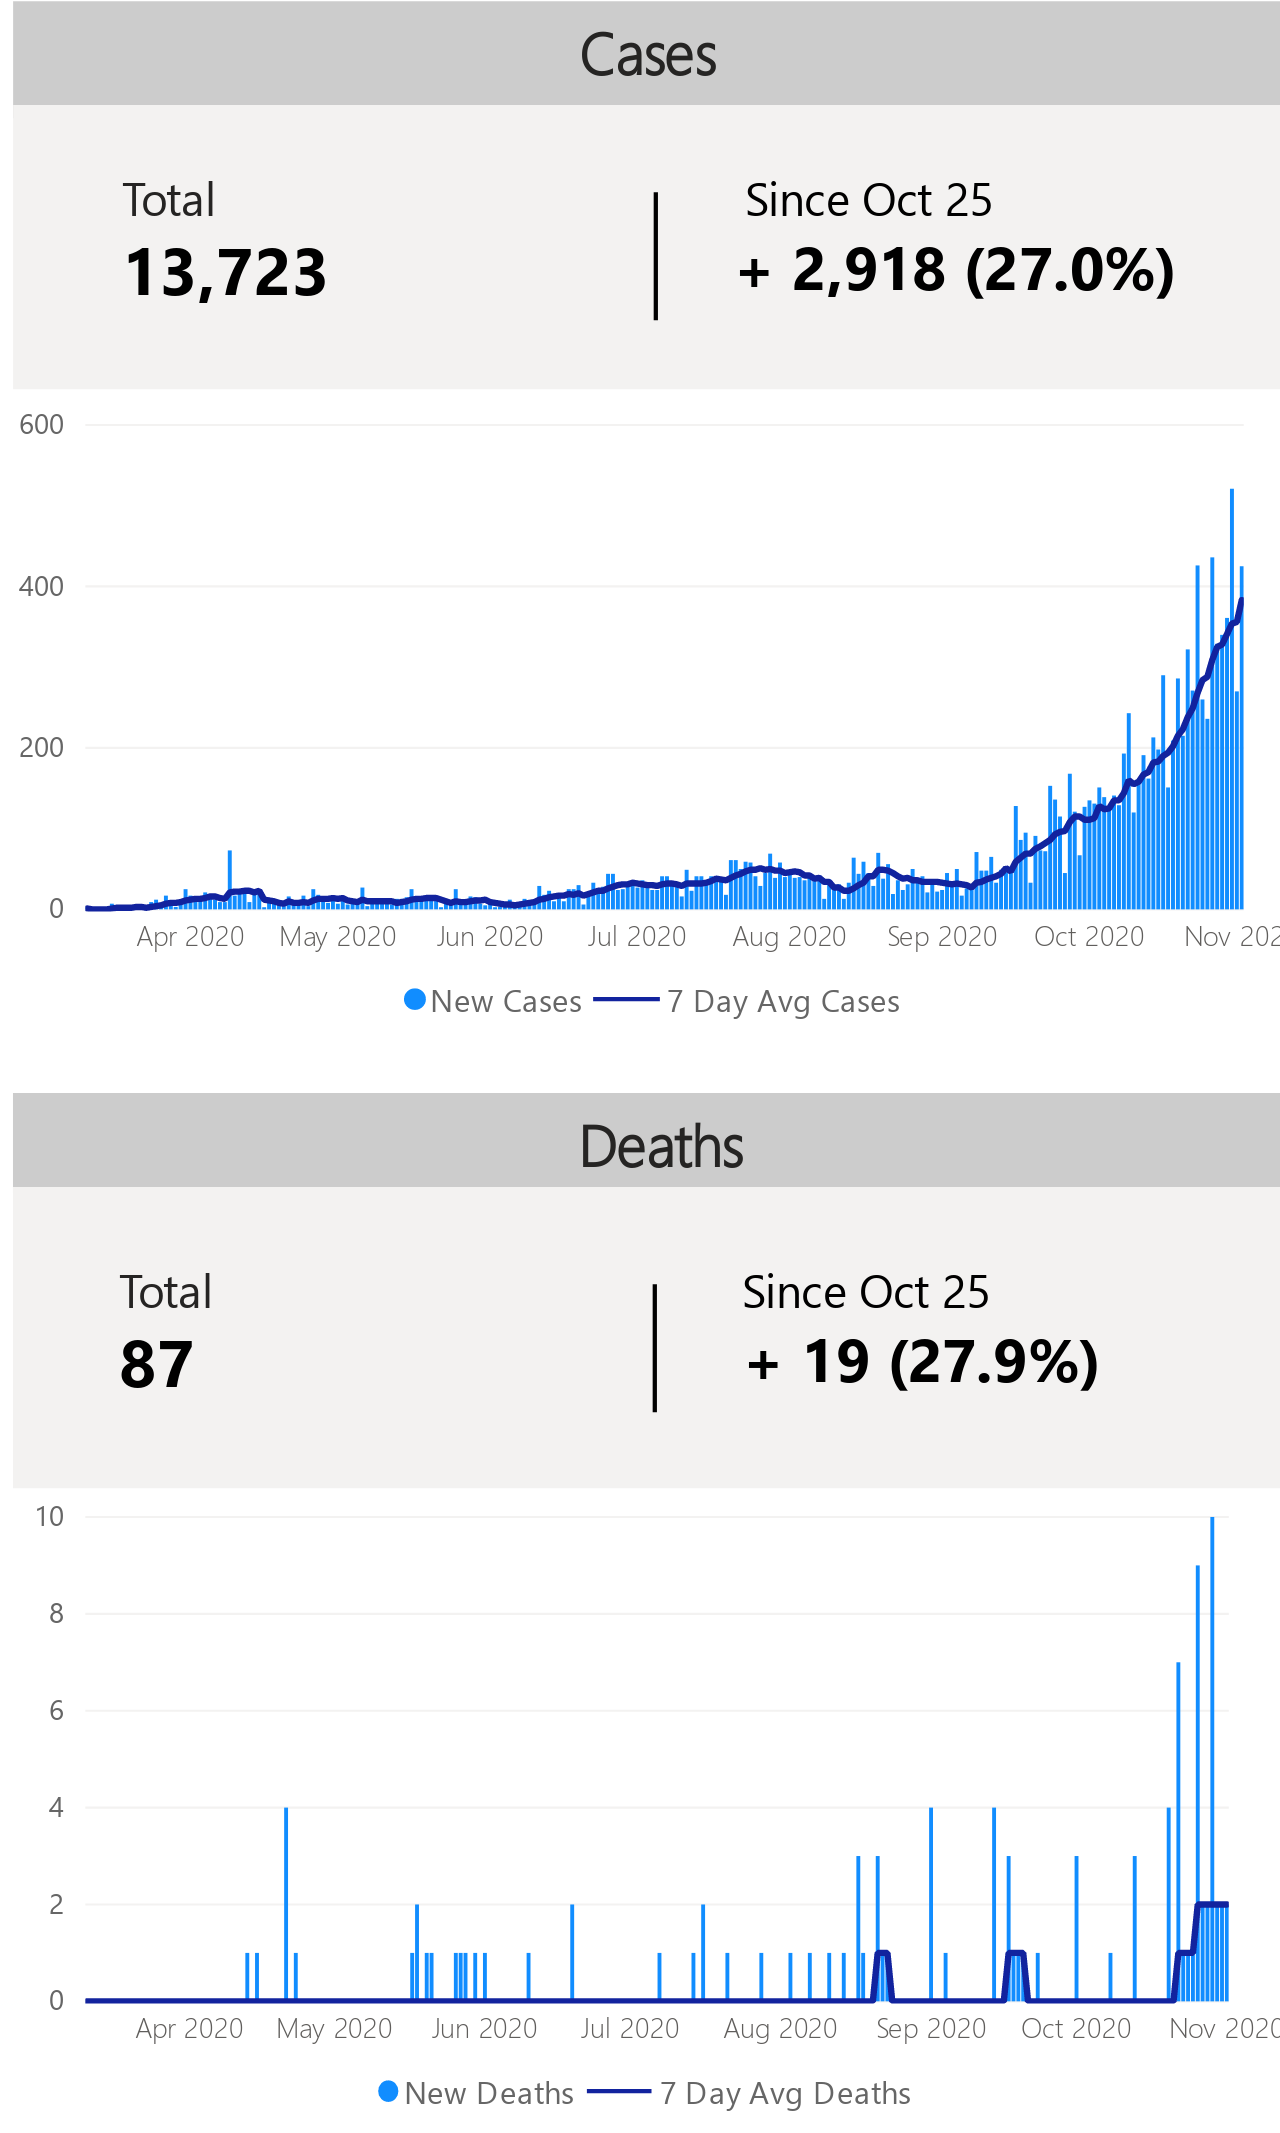 Cases
Total
Since Oct 25
13,723
+ 2,918 (27.0%)
600
400
200
0
Apr 2020 May 2020 Jun 2020 Jul 2020 Aug 2020 Sep 2020 Oct 2020 Nov 202
New Cases 7 Day Avg Cases
Deaths
Total
Since Oct 25
87
+ 19 (27.9%)
10
8
6
4
2
0
Apr 2020 May 2020 Jun 2020 Jul 2020 Aug 2020 Sep 2020 Oct 2020 Nov 2020
New Deaths 7 Day Avg Deaths